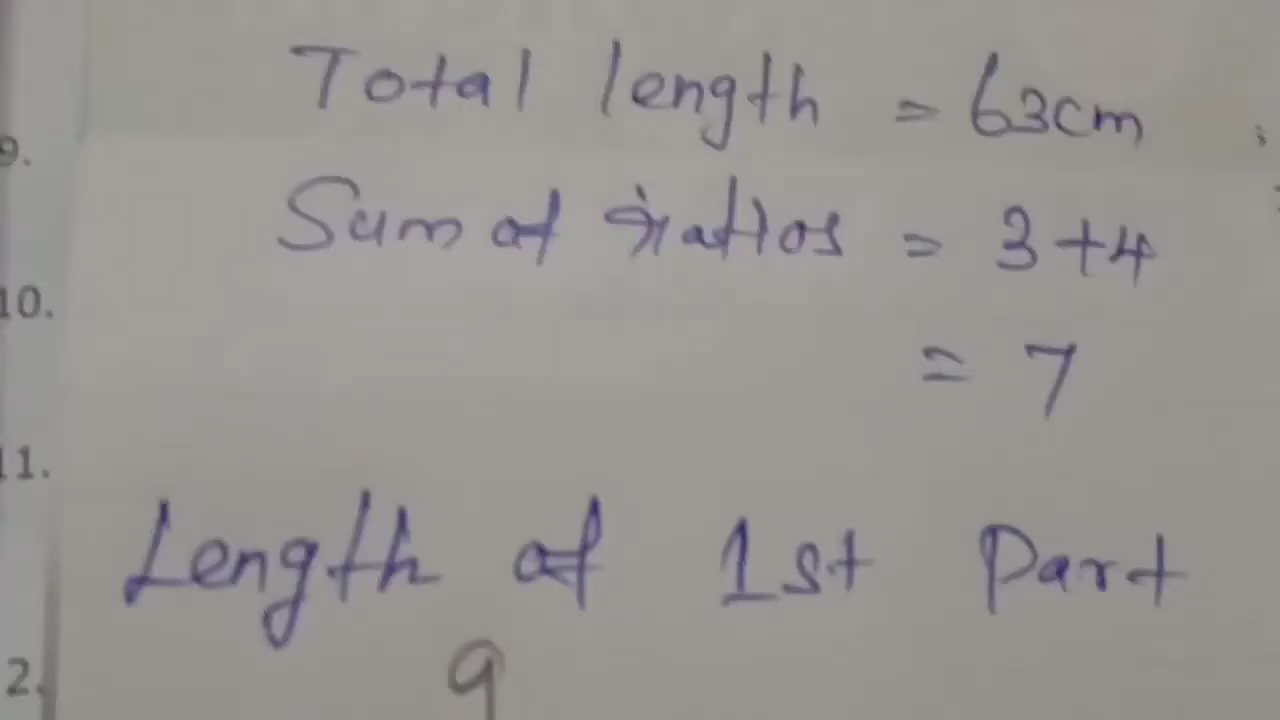 Total length = 63cm
9.
Sum of ratios = 3+4
10.
= 7
11.
Length of 1st Part
2.
9